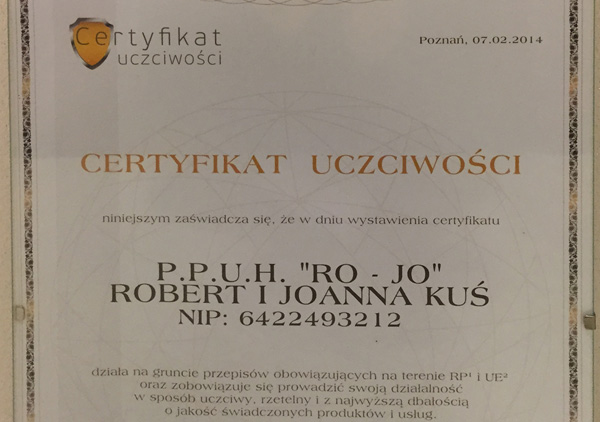 Certyfikat
uczciwości
Poznań, 07.02.2014
CERTYFIKAT UCZCIWOŚCI
niniejszym zaświadcza się, że w dniu wystawienia certyfikatu
P.P.U.H. "RO - JO"
ROBERT I JOANNA KUŚ
NIP: 6422493212
działa na gruncie przepisów obowiązujących na terenie RP¹ i UE²
oraz zobowiązuje się prowadzić swoją działalność
w sposób uczciwy, rzetelny i z najwyższą dbałością
o jakość świadczonych produktów i usług.